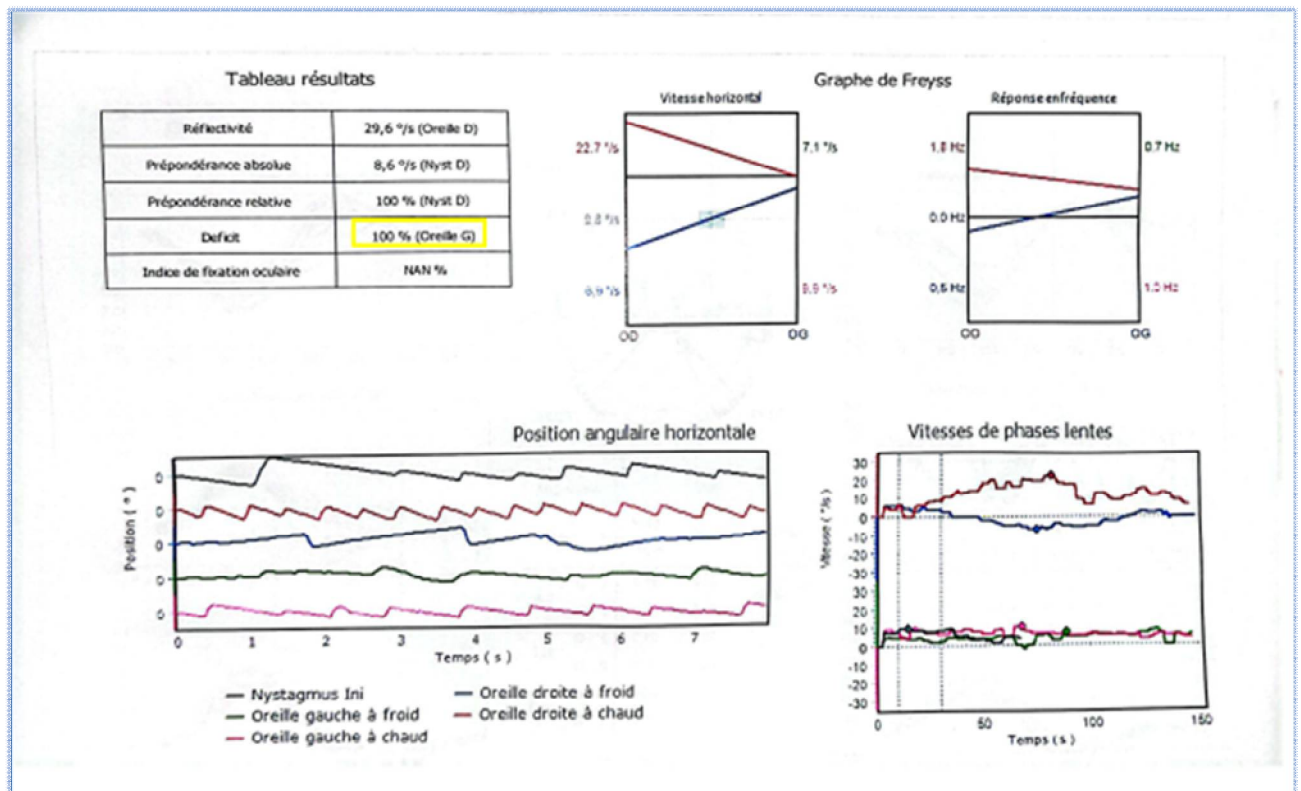 Tableau résultats
Réflectivité 29,6 °/s (Oreille D)
Prépondérance absolue 8,6 °/s (Nyst D)
Prépondérance relative 100 % (Nyst D)
Deficit 100 % (Oreille G)
Indice de fixation oculaire NAN %
Graphe de Freyss
Vitesse horizontal
22.7 °/s 7.1 °/s
OD OG
Réponse enfréquence
0.7 Hz
0.0 Hz
OD OG
Position angulaire horizontale
Position ( ° )
0
0
0
0
0
0 1 2 3 4 5 6 7
Temps ( s )
Nystagmus Ini
Oreille gauche à froid
Oreille gauche à chaud
Oreille droite à froid
Oreille droite à chaud
Vitesses de phases lentes
Vitesse ( °/s )
30
20
10
0
-10
-20
-30
30
20
10
0
-10
-20
-30
0 50 100 150
Temps ( s )